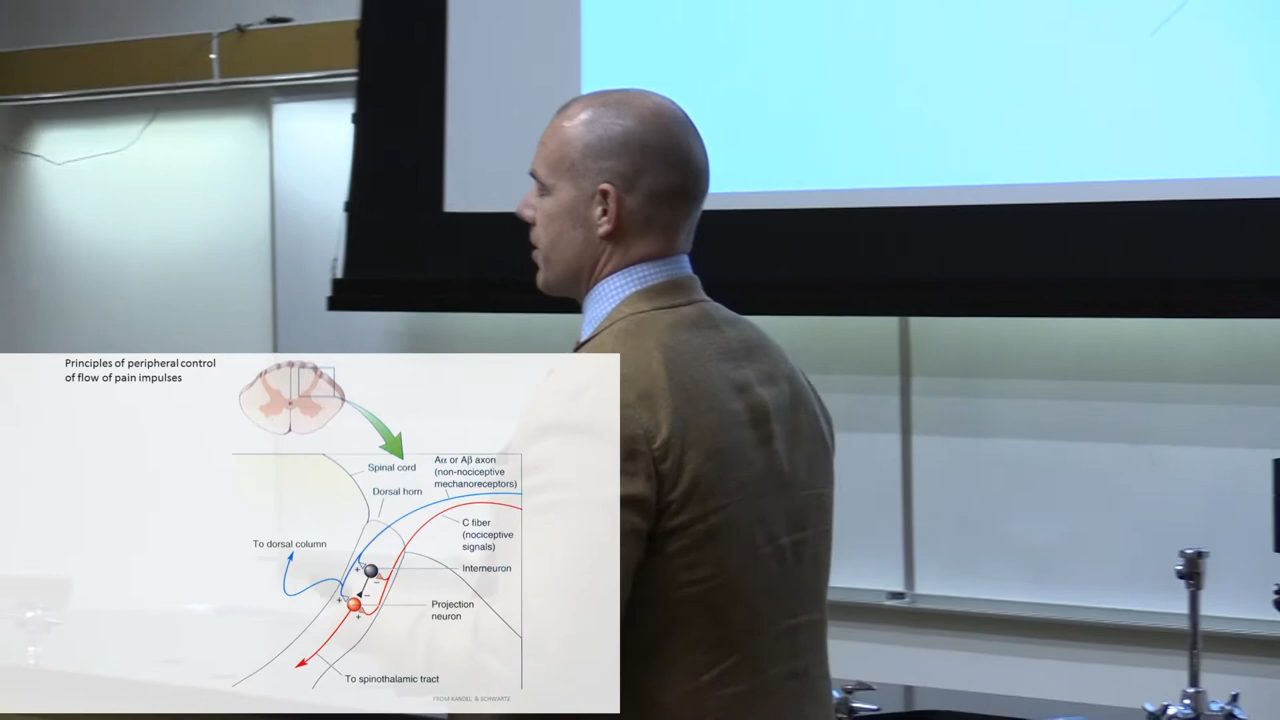 Principles of peripheral control
of flow of pain impulses
Spinal cord
Aα or Aβ axon
(non-nociceptive
mechanoreceptors)
Dorsal horn
C fiber
(nociceptive
signals)
To dorsal column
Interneuron
+
−
−
+
+
Projection
neuron
To spinothalamic tract
FROM KANDEL & SCHWARTZ